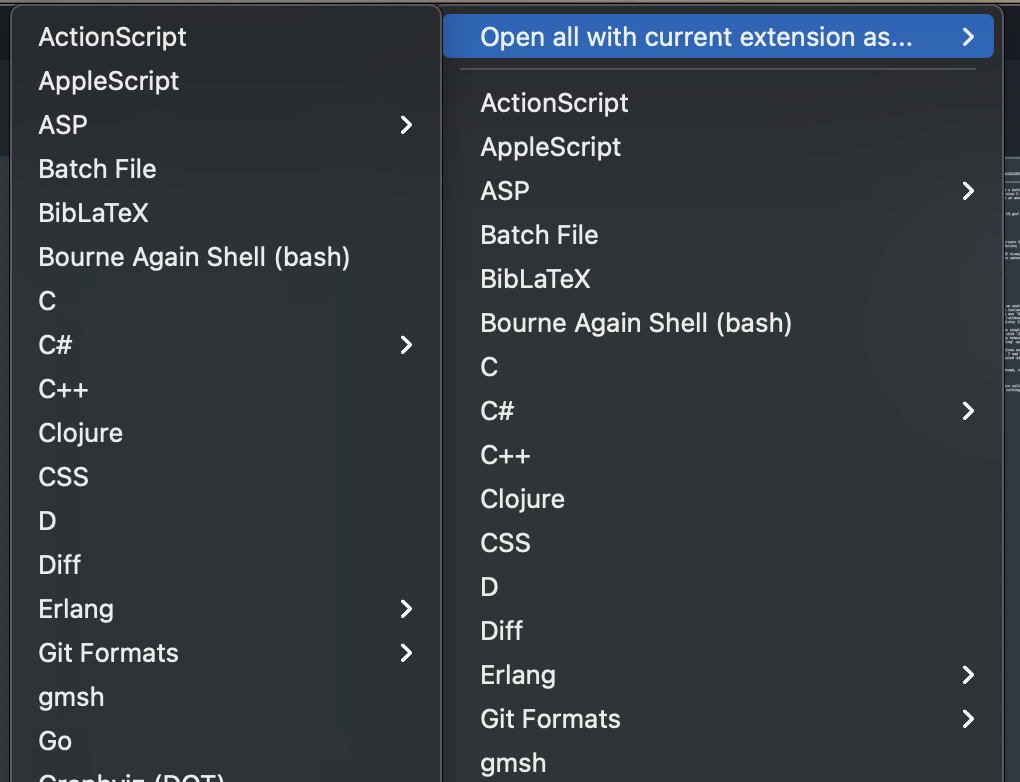 ActionScript
AppleScript
ASP
Batch File
BibLaTeX
Bourne Again Shell (bash)
C
C#
C++
Clojure
CSS
D
Diff
Erlang
Git Formats
gmsh
Go
Graphviz (DOT)
Open all with current extension as...
ActionScript
AppleScript
ASP
Batch File
BibLaTeX
Bourne Again Shell (bash)
C
C#
C++
Clojure
CSS
D
Diff
Erlang
Git Formats
gmsh